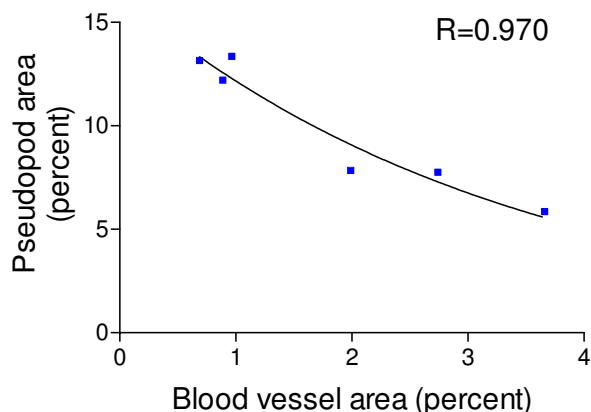 R=0.970
15
10
5
0
Pseudopod area
(percent)
0 1 2 3 4
Blood vessel area (percent)